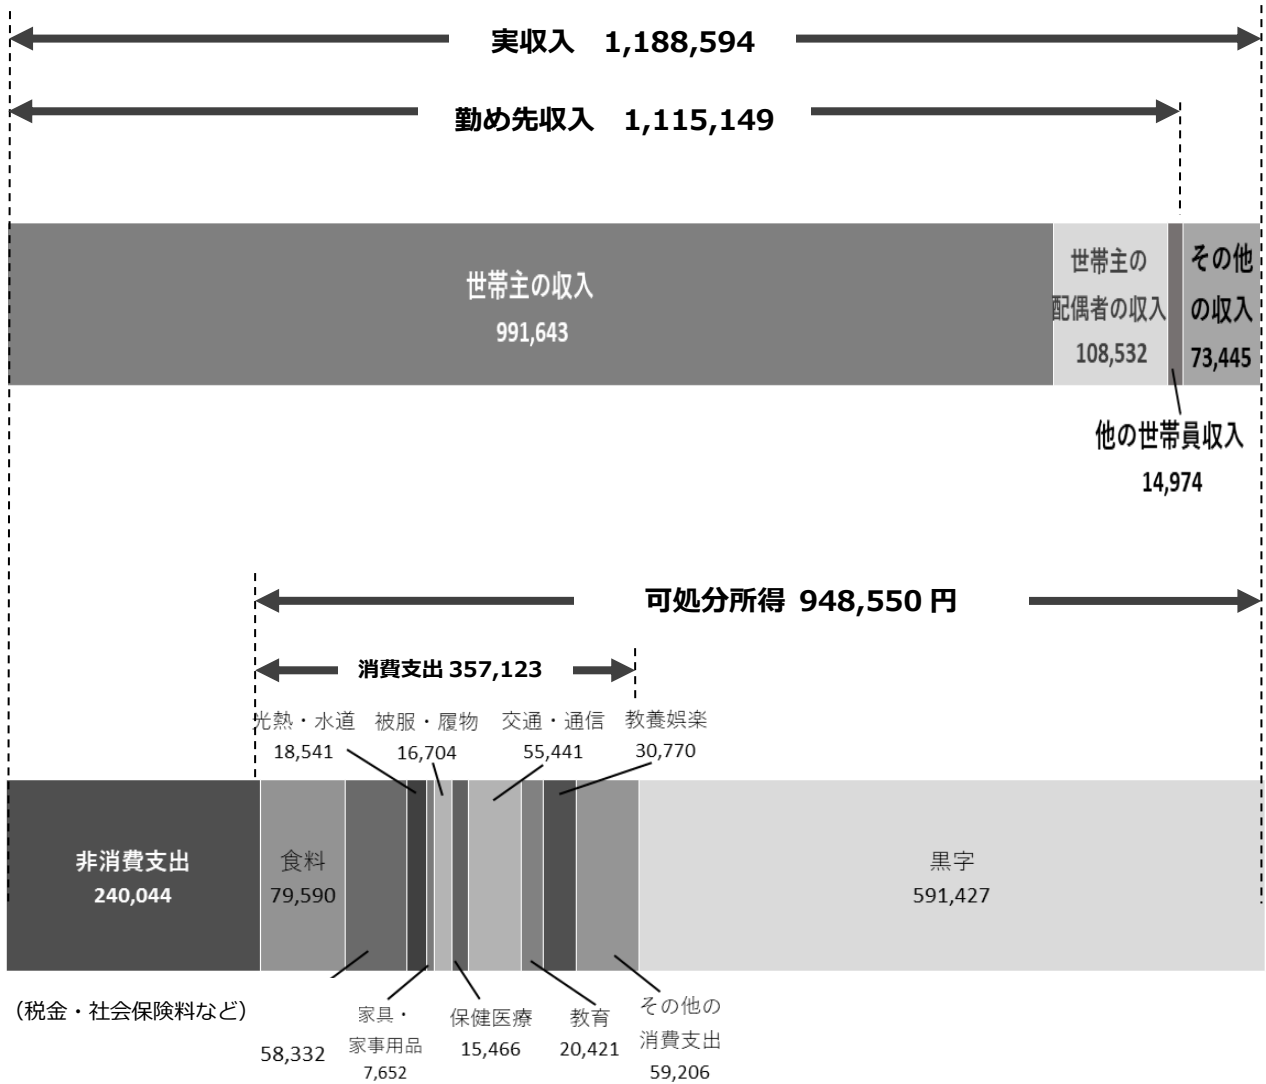 実収入　1,188,594
勤め先収入　1,115,149
世帯主の収入
991,643
世帯主の
配偶者の収入
108,532
その他
の収入
73,445
他の世帯員収入
14,974
可処分所得 948,550 円
消費支出 357,123
光熱・水道
18,541
被服・履物
16,704
交通・通信
55,441
教養娯楽
30,770
非消費支出
240,044
食料
79,590
黒字
591,427
（税金・社会保険料など）
58,332
家具・
家事用品
7,652
保健医療
15,466
教育
20,421
その他の
消費支出
59,206